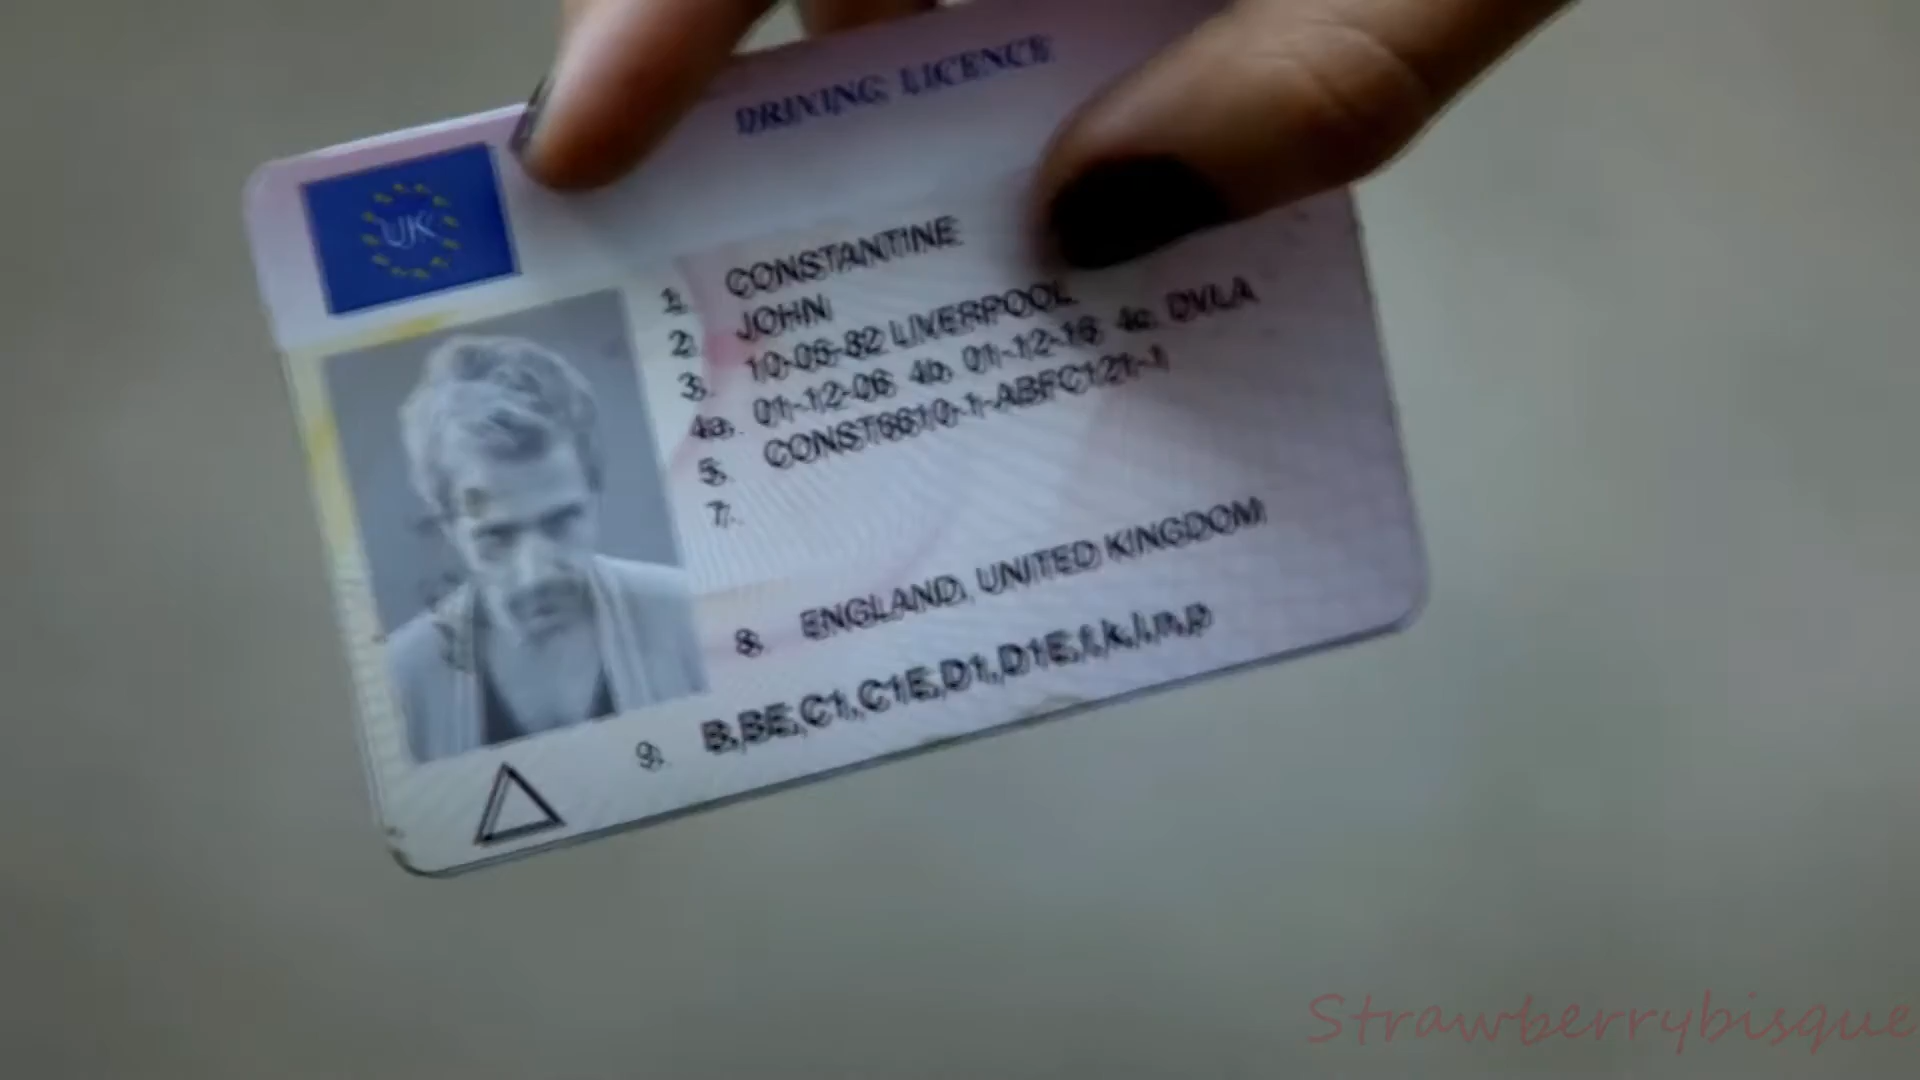 DRIVING LICENCE
UK
1. CONSTANTINE
2. JOHN
3. 10-05-82 LIVERPOOL
4a. 01-12-06 4b. 01-12-16 4c. DVLA
5. CONST6610-1-ABFC121-1
7.
8. ENGLAND, UNITED KINGDOM
9. B,BE,C1,C1E,D1,D1E,f,k,l,n,p
Strawberrybisque